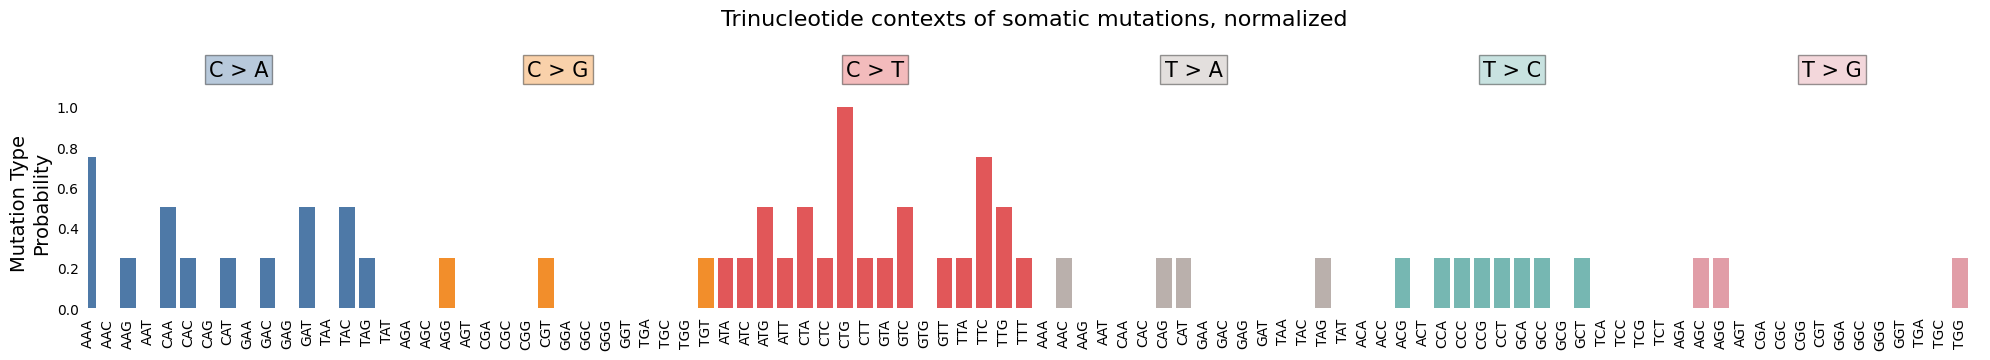 Trinucleotide contexts of somatic mutations, normalized
C > A C > G C > T T > A T > C T > G
Mutation Type
Probability
1.0
0.8
0.6
0.4
0.2
0.0
AAA AAC AAG AAT CAA CAC CAG CAT GAA GAC GAG GAT TAA TAC TAG TAT AGA AGC AGG AGT CGA CGC CGG CGT GGA GGC GGG GGT TGA TGC TGG TGT ATA ATC ATG ATT CTA CTC CTG CTT GTA GTC GTG GTT TTA TTC TTG TTT AAA AAC AAG AAT CAA CAC CAG CAT GAA GAC GAG GAT TAA TAC TAG TAT ACA ACC ACG ACT CCA CCC CCG CCT GCA GCC GCG GCT TCA TCC TCG TCT AGA AGC AGG AGT CGA CGC CGG CGT GGA GGC GGG GGT TGA TGC TGG